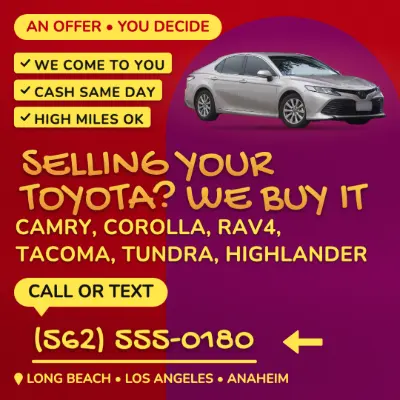 AN OFFER • YOU DECIDE
✓ WE COME TO YOU
✓ CASH SAME DAY
✓ HIGH MILES OK
SELLING YOUR
TOYOTA? WE BUY IT
CAMRY, COROLLA, RAV4,
TACOMA, TUNDRA, HIGHLANDER
CALL OR TEXT
(562) 555-0180
LONG BEACH • LOS ANGELES • ANAHEIM